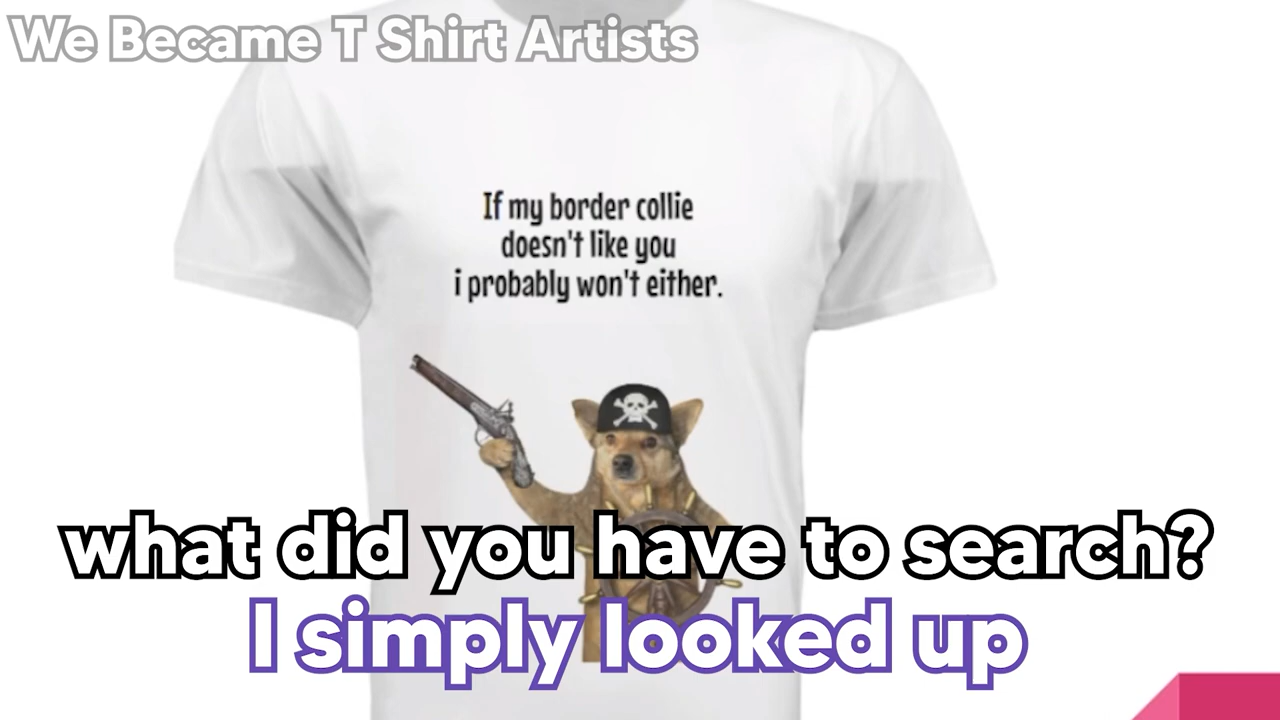 We Became T Shirt Artists
If my border collie
doesn't like you
i probably won't either.
what did you have to search?
I simply looked up